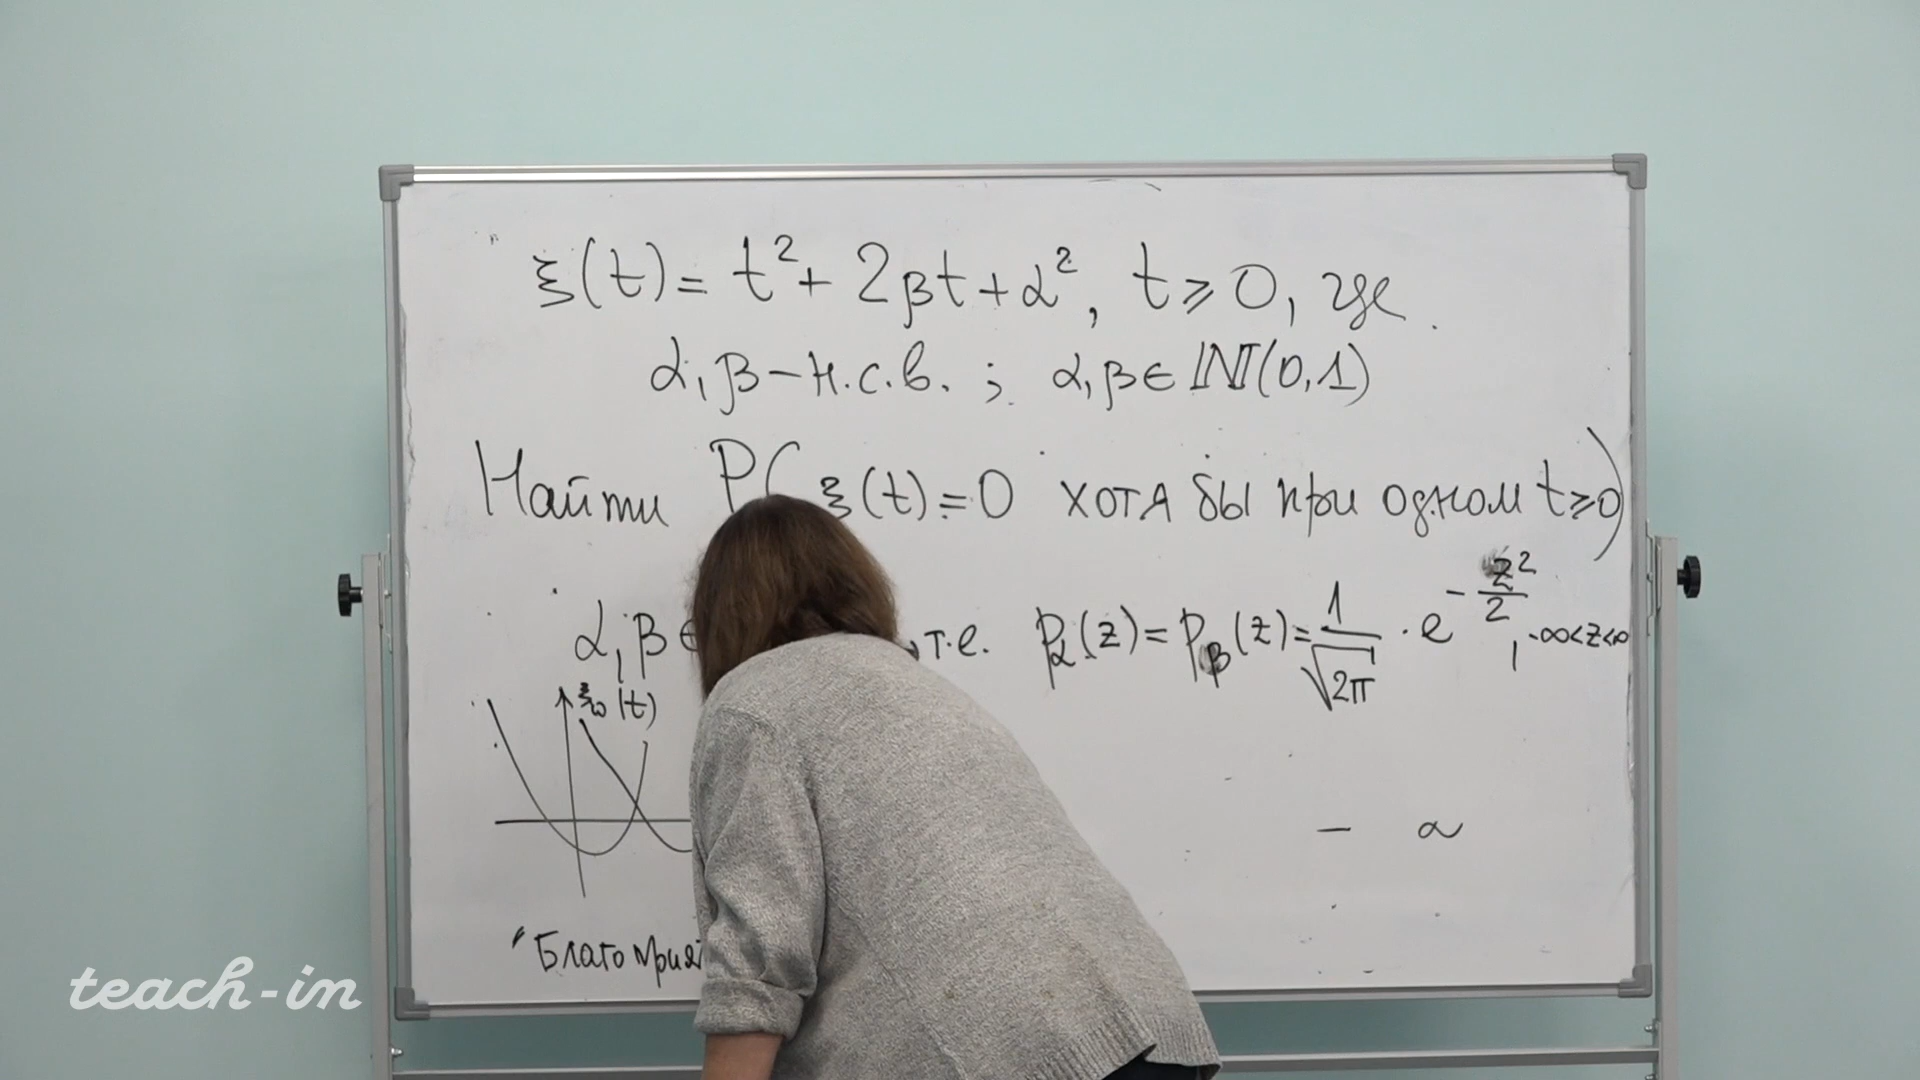 ξ(t) = t² + 2βt + α², t ≥ 0, где
α, β – н.с.в. ; α, β ∈ N(0,1)
Найти P( ξ(t) = 0 хотя бы при одном t ≥ 0)
α, β ∈ , т.е. p_α(z) = p_β(z) = 1/√2π · e^{-z²/2}, -∞<z<∞
ξ_ω(t)
– α
"Благоприят
teach-in